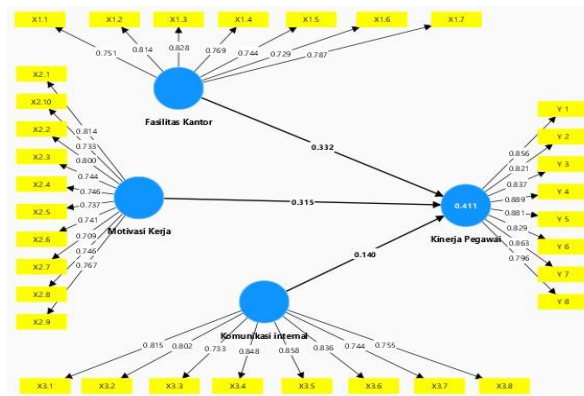 X1.1
X1.2
X1.3
X1.4
X1.5
X1.6
X1.7
0.751
0.814
0.828
0.769
0.744
0.729
0.787
Fasilitas Kantor
X2.1
X2.10
X2.2
X2.3
X2.4
X2.5
X2.6
X2.7
X2.8
X2.9
0.814
0.733
0.800
0.744
0.746
0.737
0.741
0.709
0.746
0.767
Motivasi Kerja
0.332
0.315
0.140
0.411
Kinerja Pegawai
Y 1
Y 2
Y 3
Y 4
Y 5
Y 6
Y 7
Y 8
0.856
0.821
0.837
0.889
0.881
0.829
0.863
0.796
Komunikasi internal
0.815
0.802
0.733
0.848
0.858
0.836
0.744
0.755
X3.1
X3.2
X3.3
X3.4
X3.5
X3.6
X3.7
X3.8